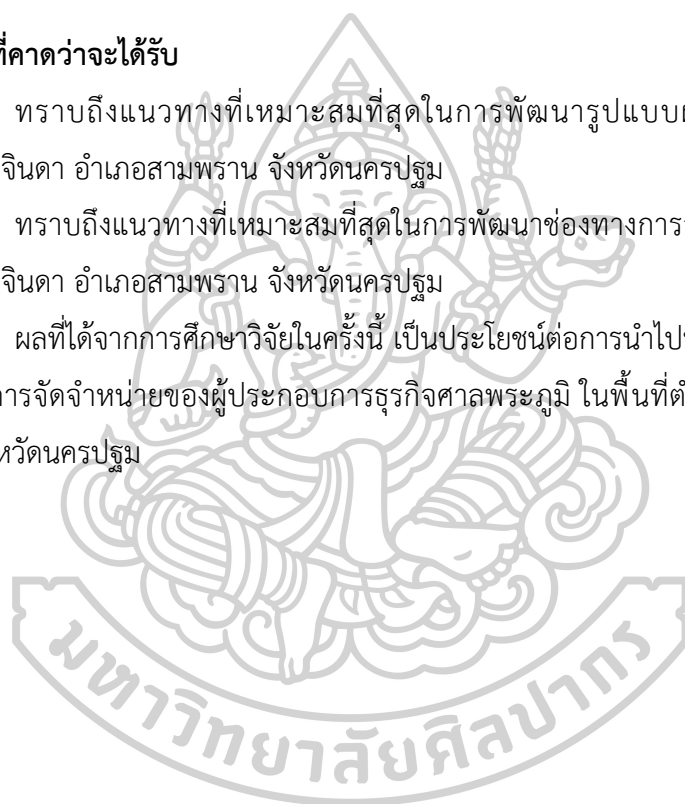 ที่คาดว่าจะได้รับ
ทราบถึงแนวทางที่เหมาะสมที่สุดในการพัฒนารูปแบบ
จินดา อำเภอสามพราน จังหวัดนครปฐม
ทราบถึงแนวทางที่เหมาะสมที่สุดในการพัฒนาช่องทางการ
จินดา อำเภอสามพราน จังหวัดนครปฐม
ผลที่ได้จากการศึกษาวิจัยในครั้งนี้ เป็นประโยชน์ต่อการนำไป
การจัดจำหน่ายของผู้ประกอบการธุรกิจศาลพระภูมิ ในพื้นที่ตำ
หวัดนครปฐม
มหาวิทยาลัยศิลปากร